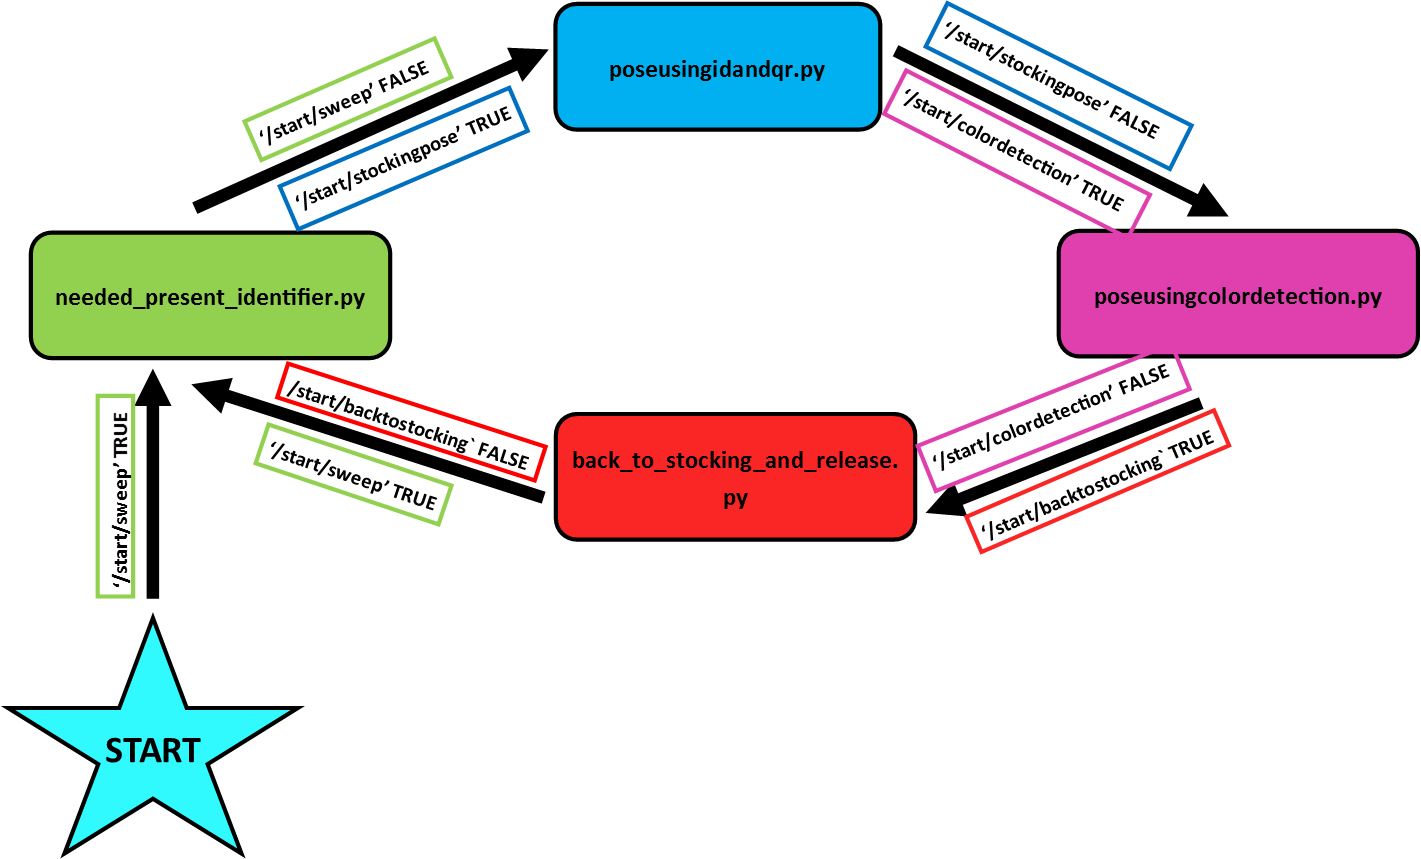 poseusingidandqr.py
‘/start/sweep’ FALSE
‘/start/stockingpose’ TRUE
‘/start/stockingpose’ FALSE
‘/start/colordetection’ TRUE
needed_present_identifier.py
poseusingcolordetection.py
/start/backtostocking` FALSE
‘/start/sweep’ TRUE
back_to_stocking_and_release.
py
‘/start/colordetection’ FALSE
‘/start/backtostocking` TRUE
‘/start/sweep’ TRUE
START